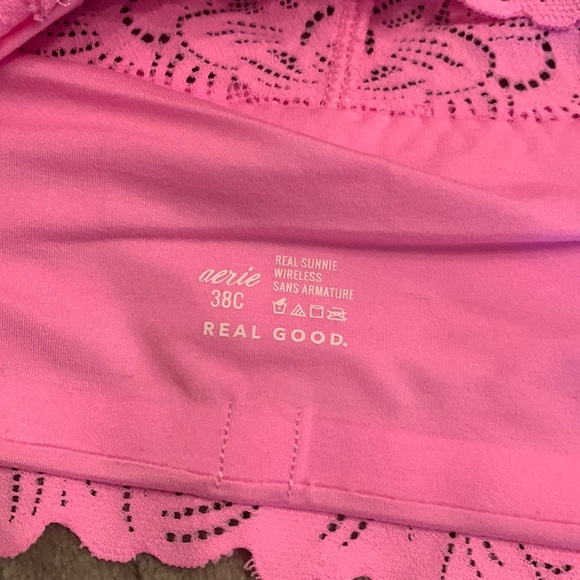 aerie
38C
REAL SUNNIE
WIRELESS
SANS ARMATURE
REAL GOOD.